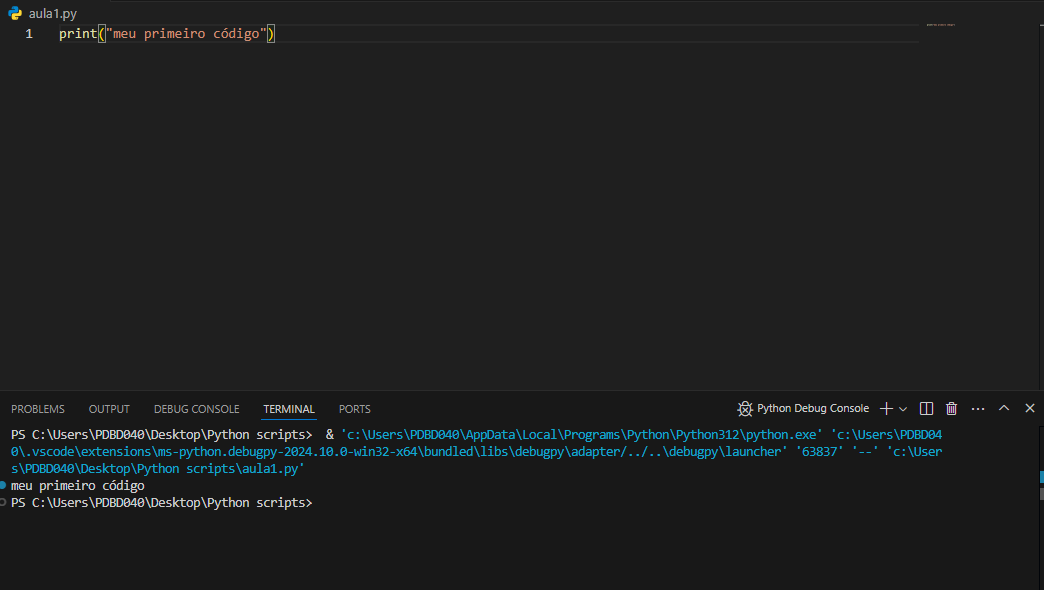 aula1.py
1 print("meu primeiro código")
PROBLEMS OUTPUT DEBUG CONSOLE TERMINAL PORTS Python Debug Console
PS C:\Users\PDBD040\Desktop\Python scripts>  & 'c:\Users\PDBD040\AppData\Local\Programs\Python\Python312\python.exe' 'c:\Users\PDBD04
0\.vscode\extensions\ms-python.debugpy-2024.10.0-win32-x64\bundled\libs\debugpy\adapter/../..\debugpy\launcher' '63837' '--' 'c:\User
s\PDBD040\Desktop\Python scripts\aula1.py'
meu primeiro código
PS C:\Users\PDBD040\Desktop\Python scripts>